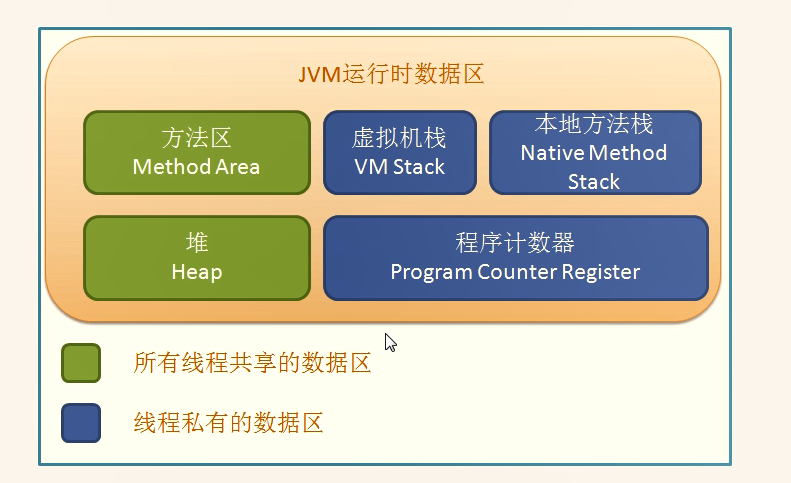 JVM运行时数据区
方法区
Method Area
虚拟机栈
VM Stack
本地方法栈
Native Method
Stack
堆
Heap
程序计数器
Program Counter Register
所有线程共享的数据区
线程私有的数据区